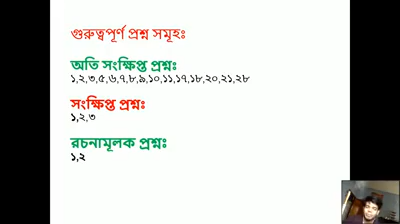 গুরুত্বপূর্ণ প্রশ্ন সমূহঃ
অতি সংক্ষিপ্ত প্রশ্নঃ
১,২,৩,৫,৬,৭,৮,৯,১০,১১,১৭,১৮,২০,২১,২৮
সংক্ষিপ্ত প্রশ্নঃ
১,২,৩
রচনামূলক প্রশ্নঃ
১,২